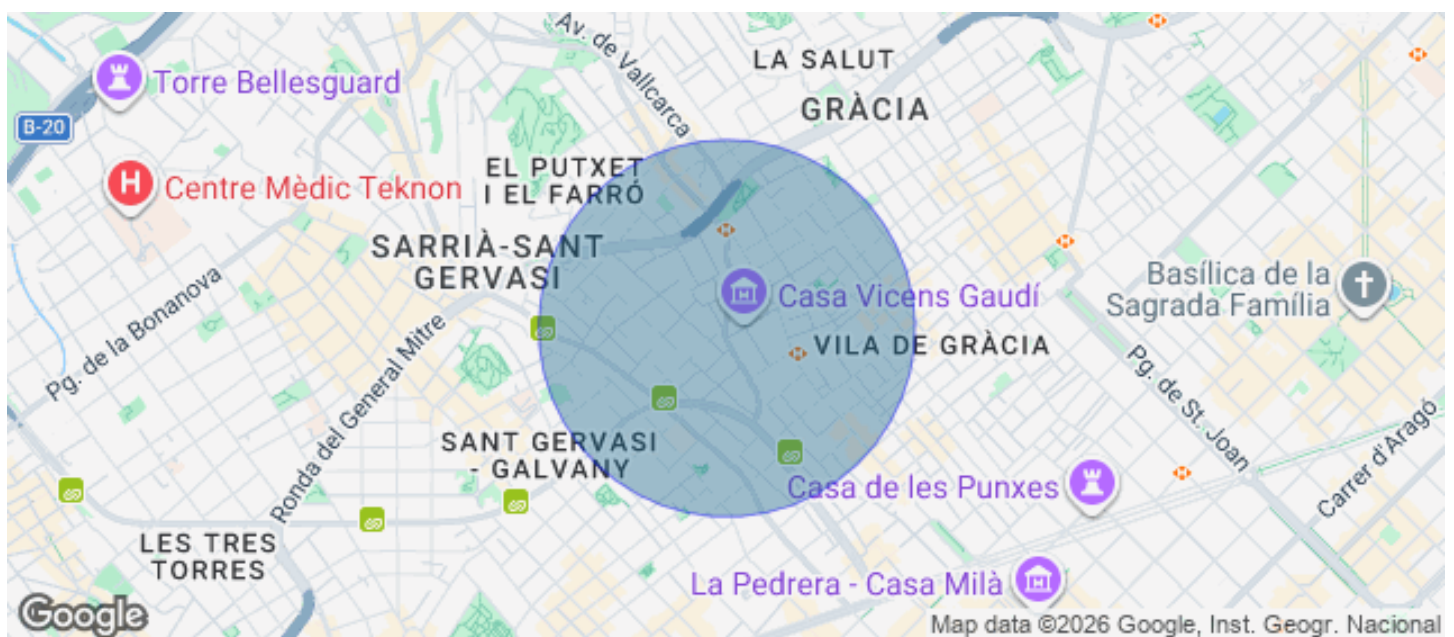 Av. de Vallcarca
LA SALUT
GRÀCIA
Torre Bellesguard
B-20
H
Centre Mèdic Teknon
EL PUTXET
I EL FARRÓ
SARRIÀ-SANT
GERVASI
Basílica de la
Sagrada Família
Casa Vicens Gaudí
VILA DE GRÀCIA
Pg. de la Bonanova
Ronda del General Mitre
Pg. de St. Joan
Carrer d'Aragó
SANT GERVASI
- GALVANY
Casa de les Punxes
LES TRES
TORRES
La Pedrera - Casa Milà
Google
Map data ©2026 Google, Inst. Geogr. Nacional